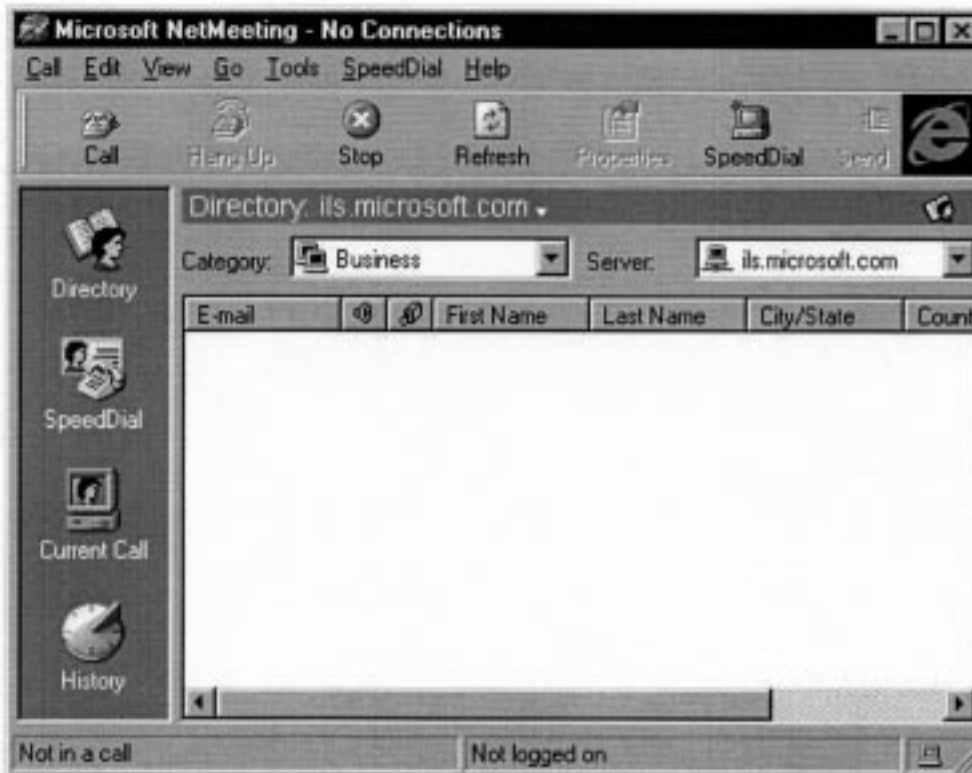 Microsoft NetMeeting - No Connections
Call Edit View Go Tools SpeedDial Help
Call Hang Up Stop Refresh Properties SpeedDial Send
Directory: ils.microsoft.com
Category: Business Server: ils.microsoft.com
E-mail First Name Last Name City/State Count
Directory
SpeedDial
Current Call
History
Not in a call Not logged on